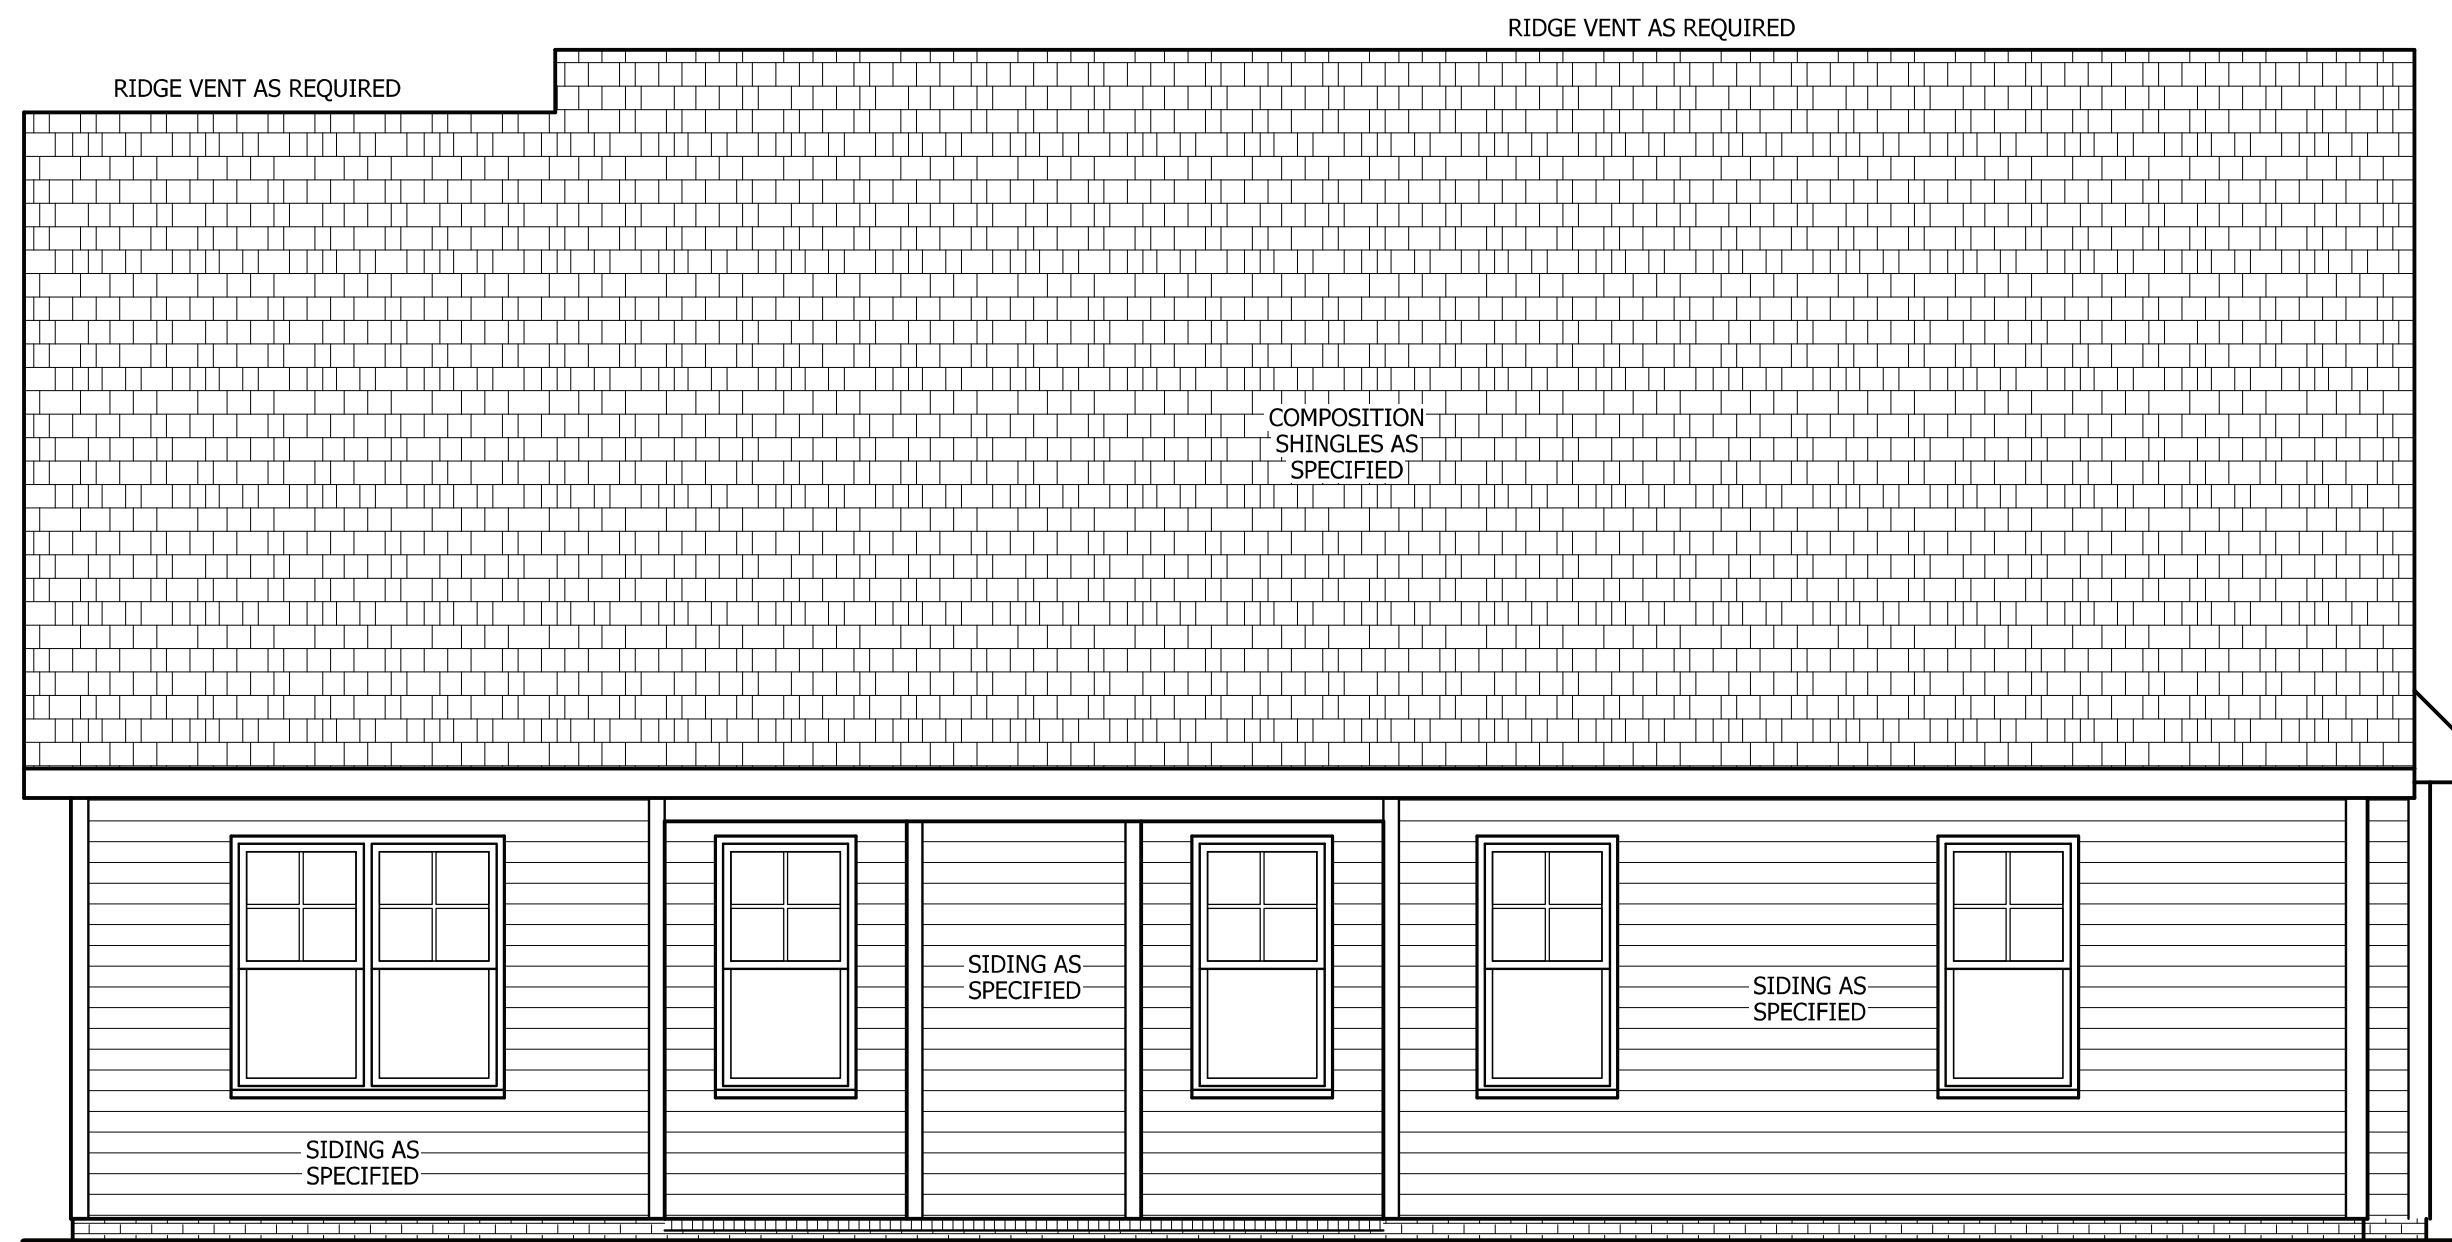 RIDGE VENT AS REQUIRED
RIDGE VENT AS REQUIRED
COMPOSITION
SHINGLES AS
SPECIFIED
SIDING AS
SPECIFIED
SIDING AS
SPECIFIED
SIDING AS
SPECIFIED